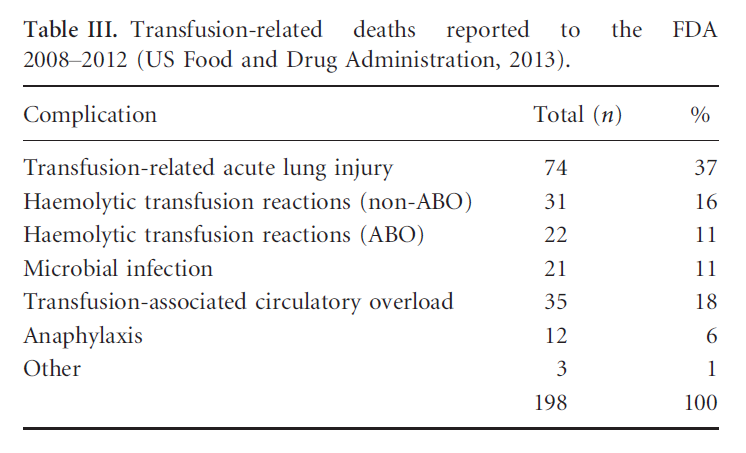 Table III. Transfusion-related deaths reported to the FDA
2008–2012 (US Food and Drug Administration, 2013).
Complication Total (n) %
Transfusion-related acute lung injury 74 37
Haemolytic transfusion reactions (non-ABO) 31 16
Haemolytic transfusion reactions (ABO) 22 11
Microbial infection 21 11
Transfusion-associated circulatory overload 35 18
Anaphylaxis 12 6
Other 3 1
198 100